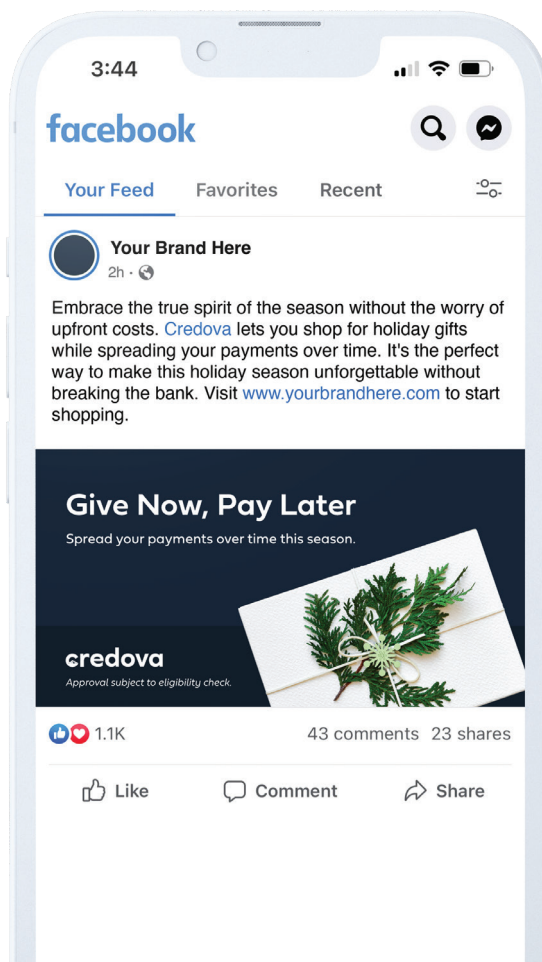 3:44
facebook
Your Feed Favorites Recent
Your Brand Here
2h ·
Embrace the true spirit of the season without the worry of
upfront costs. Credova lets you shop for holiday gifts
while spreading your payments over time. It's the perfect
way to make this holiday season unforgettable without
breaking the bank. Visit www.yourbrandhere.com to start
shopping.
Give Now, Pay Later
Spread your payments over time this season.
credova
Approval subject to eligibility check.
1.1K 43 comments 23 shares
Like Comment Share